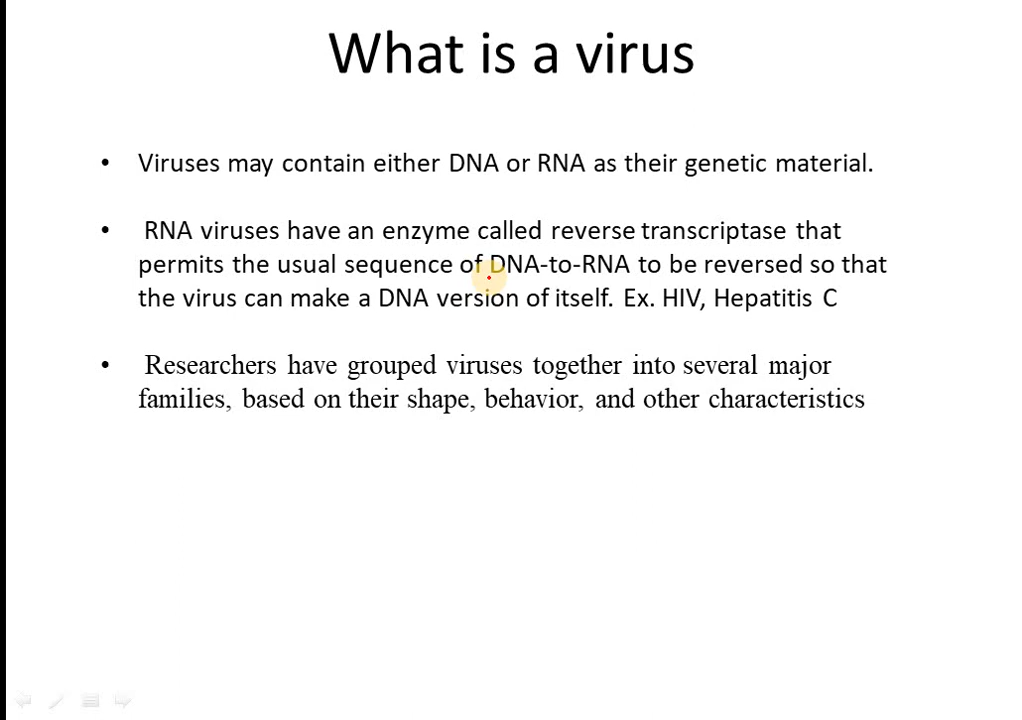 What is a virus
• Viruses may contain either DNA or RNA as their genetic material.
• RNA viruses have an enzyme called reverse transcriptase that
permits the usual sequence of DNA-to-RNA to be reversed so that
the virus can make a DNA version of itself. Ex. HIV, Hepatitis C
• Researchers have grouped viruses together into several major
families, based on their shape, behavior, and other characteristics